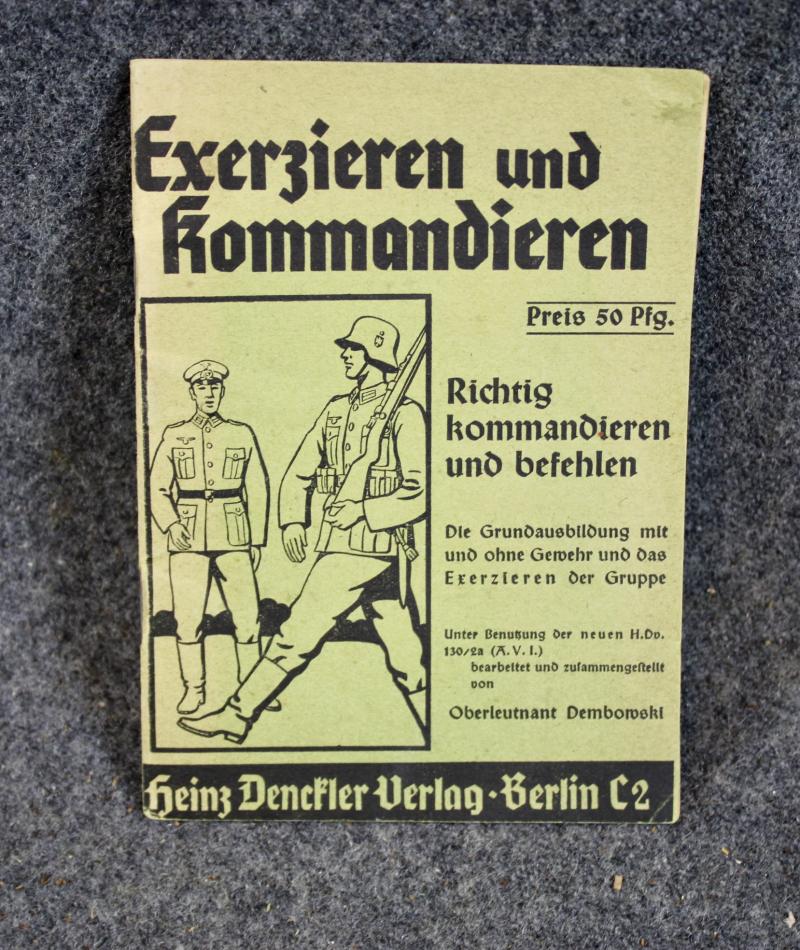 Exerzieren und
Kommandieren
Preis 50 Pfg.
Richtig
kommandieren
und befehlen
Die Grundausbildung mit
und ohne Gewehr und das
Exerzieren der Gruppe
Unter Benutzung der neuen H.Dv.
130/2a (A.V.I.)
bearbeitet und zusammengestellt
von
Oberleutnant Dembowski
Heinz Denckler Verlag · Berlin C2